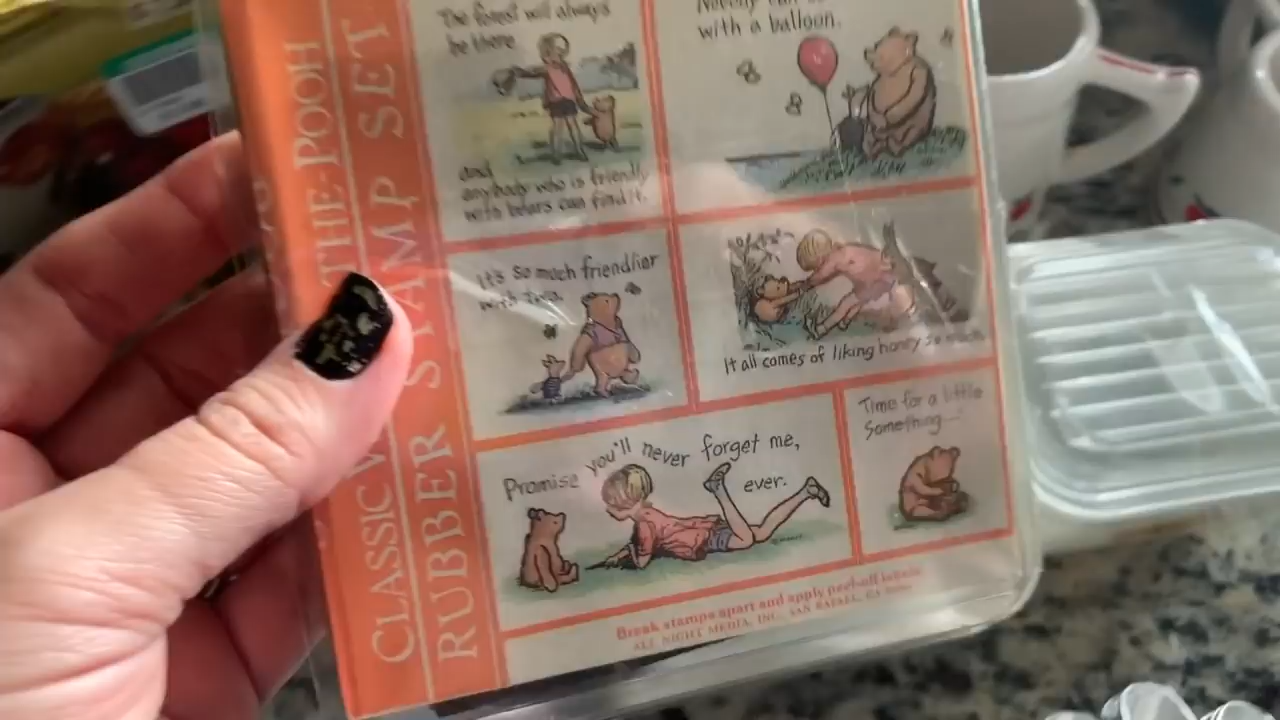 THE-POOH
CLASSIC
RUBBER STAMP SET
The forest will always
be there
and
anybody who is friendly
with bears can find it.
with a balloon.
It's so much friendlier
with two.
It all comes of liking honey so much.
Promise you'll never forget me,
ever.
Time for a little
Something—
Break stamps apart and apply peel-off labels.
ALL NIGHT MEDIA, INC., SAN RAFAEL, CA